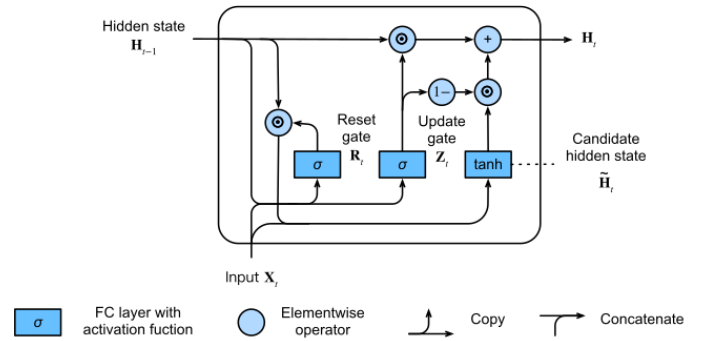 Hidden state
H_{t−1}
H_t
+
1−
Reset
gate
R_t
Update
gate
Z_t
σ
σ
tanh
Candidate
hidden state
H̃_t
Input X_t
σ
FC layer with
activation fuction
Elementwise
operator
Copy
Concatenate